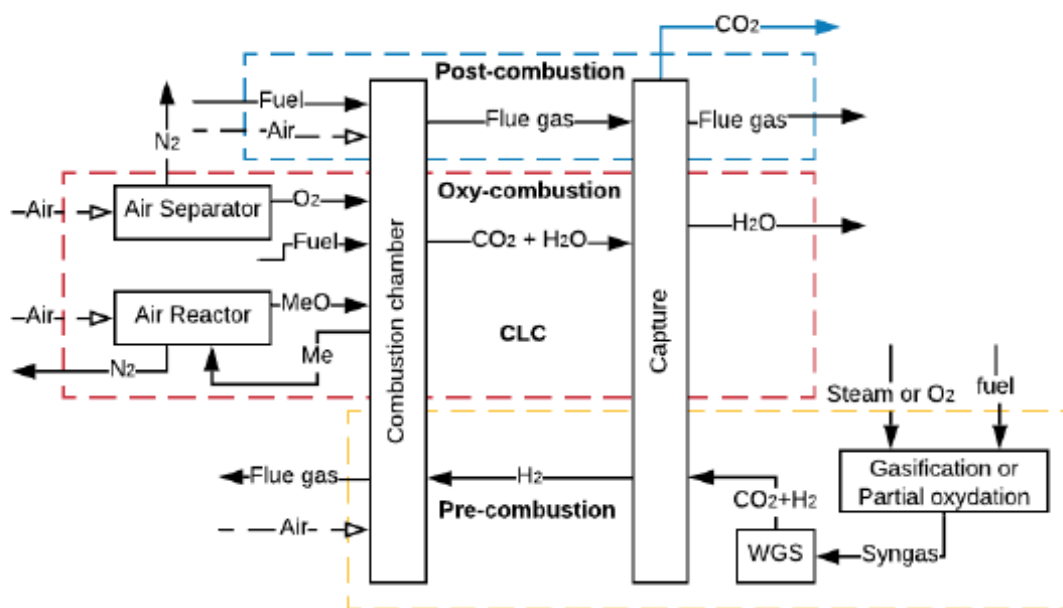 CO2
Post-combustion
Fuel
Flue gas
Flue gas
Air
N2
Oxy-combustion
Air
Air Separator
O2
H2O
Fuel
CO2 + H2O
Combustion chamber
Capture
MeO
Air
Air Reactor
CLC
Me
N2
Steam or O2
fuel
Gasification or
Partial oxydation
Flue gas
H2
CO2+H2
Pre-combustion
Air
WGS
Syngas